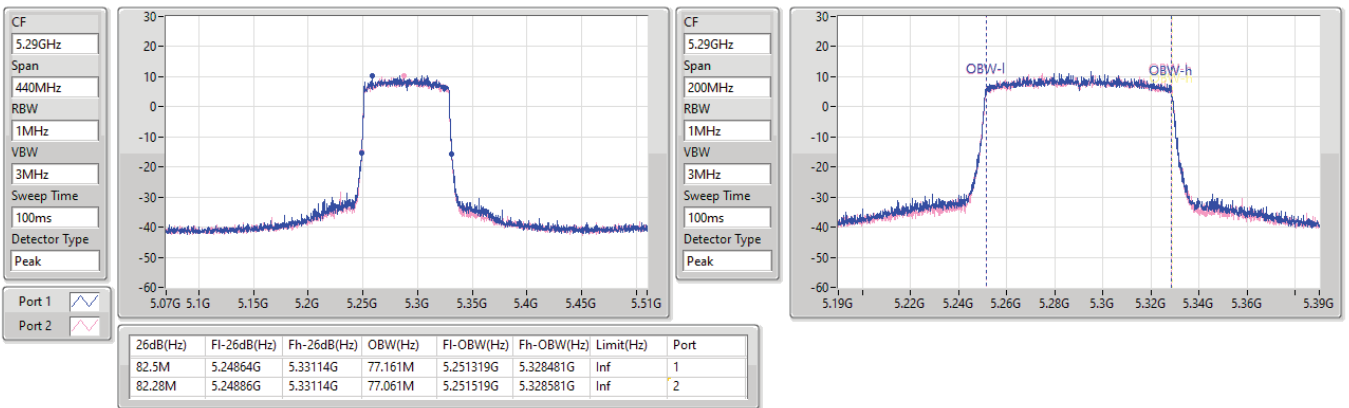 CF
5.29GHz
Span
440MHz
RBW
1MHz
VBW
3MHz
Sweep Time
100ms
Detector Type
Peak
Port 1
Port 2
30
20
10
0
-10
-20
-30
-40
-50
-60
5.07G 5.1G 5.15G 5.2G 5.25G 5.3G 5.35G 5.4G 5.45G 5.51G
CF
5.29GHz
Span
200MHz
RBW
1MHz
VBW
3MHz
Sweep Time
100ms
Detector Type
Peak
30
20
10
0
-10
-20
-30
-40
-50
-60
OBW-l
OBW-h
5.19G 5.22G 5.24G 5.26G 5.28G 5.3G 5.32G 5.34G 5.36G 5.39G
26dB(Hz) Fl-26dB(Hz) Fh-26dB(Hz) OBW(Hz) Fl-OBW(Hz) Fh-OBW(Hz) Limit(Hz) Port
82.5M 5.24864G 5.33114G 77.161M 5.251319G 5.328481G Inf 1
82.28M 5.24886G 5.33114G 77.061M 5.251519G 5.328581G Inf 2